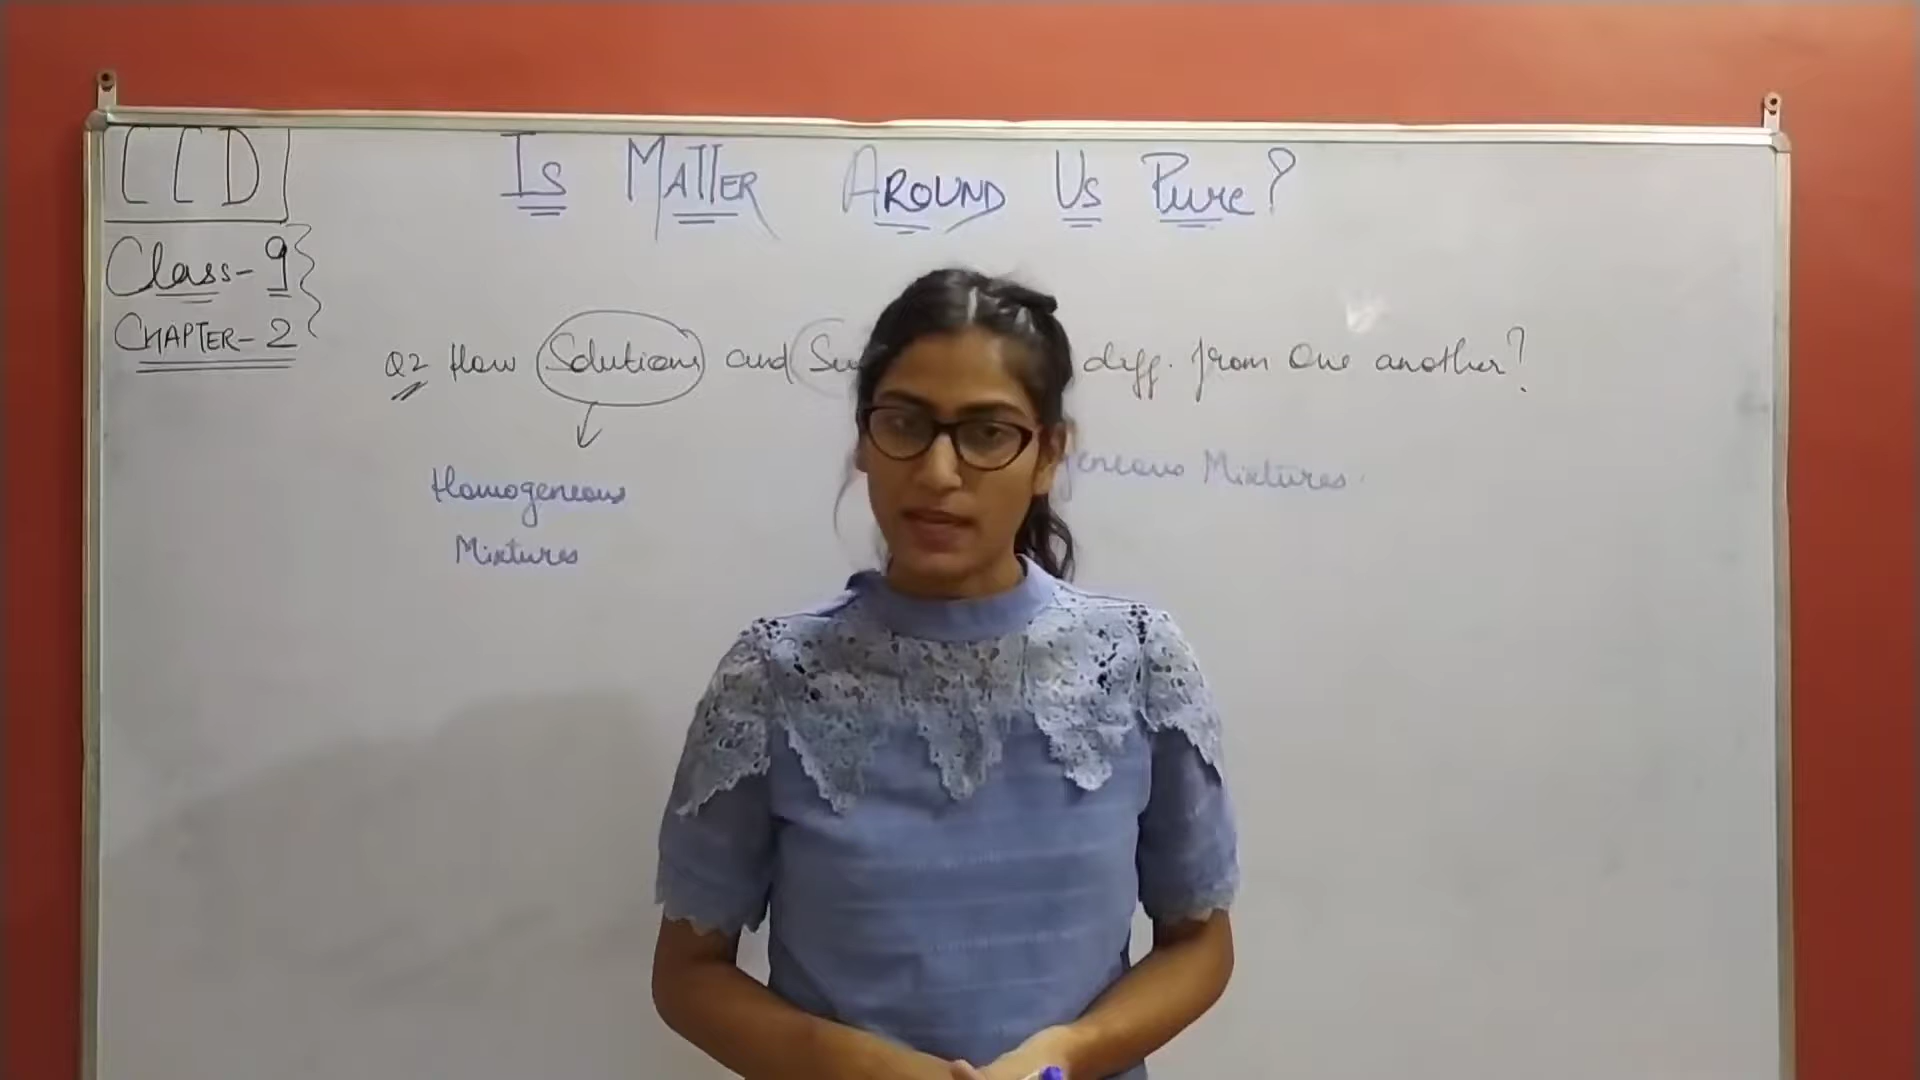 CCD
Is MATTER AROUND Us Pure?
Class-9
CHAPTER-2
Q2 How Solutions and diff. from One another?
Homogeneous
Mixtures
Mixtures.